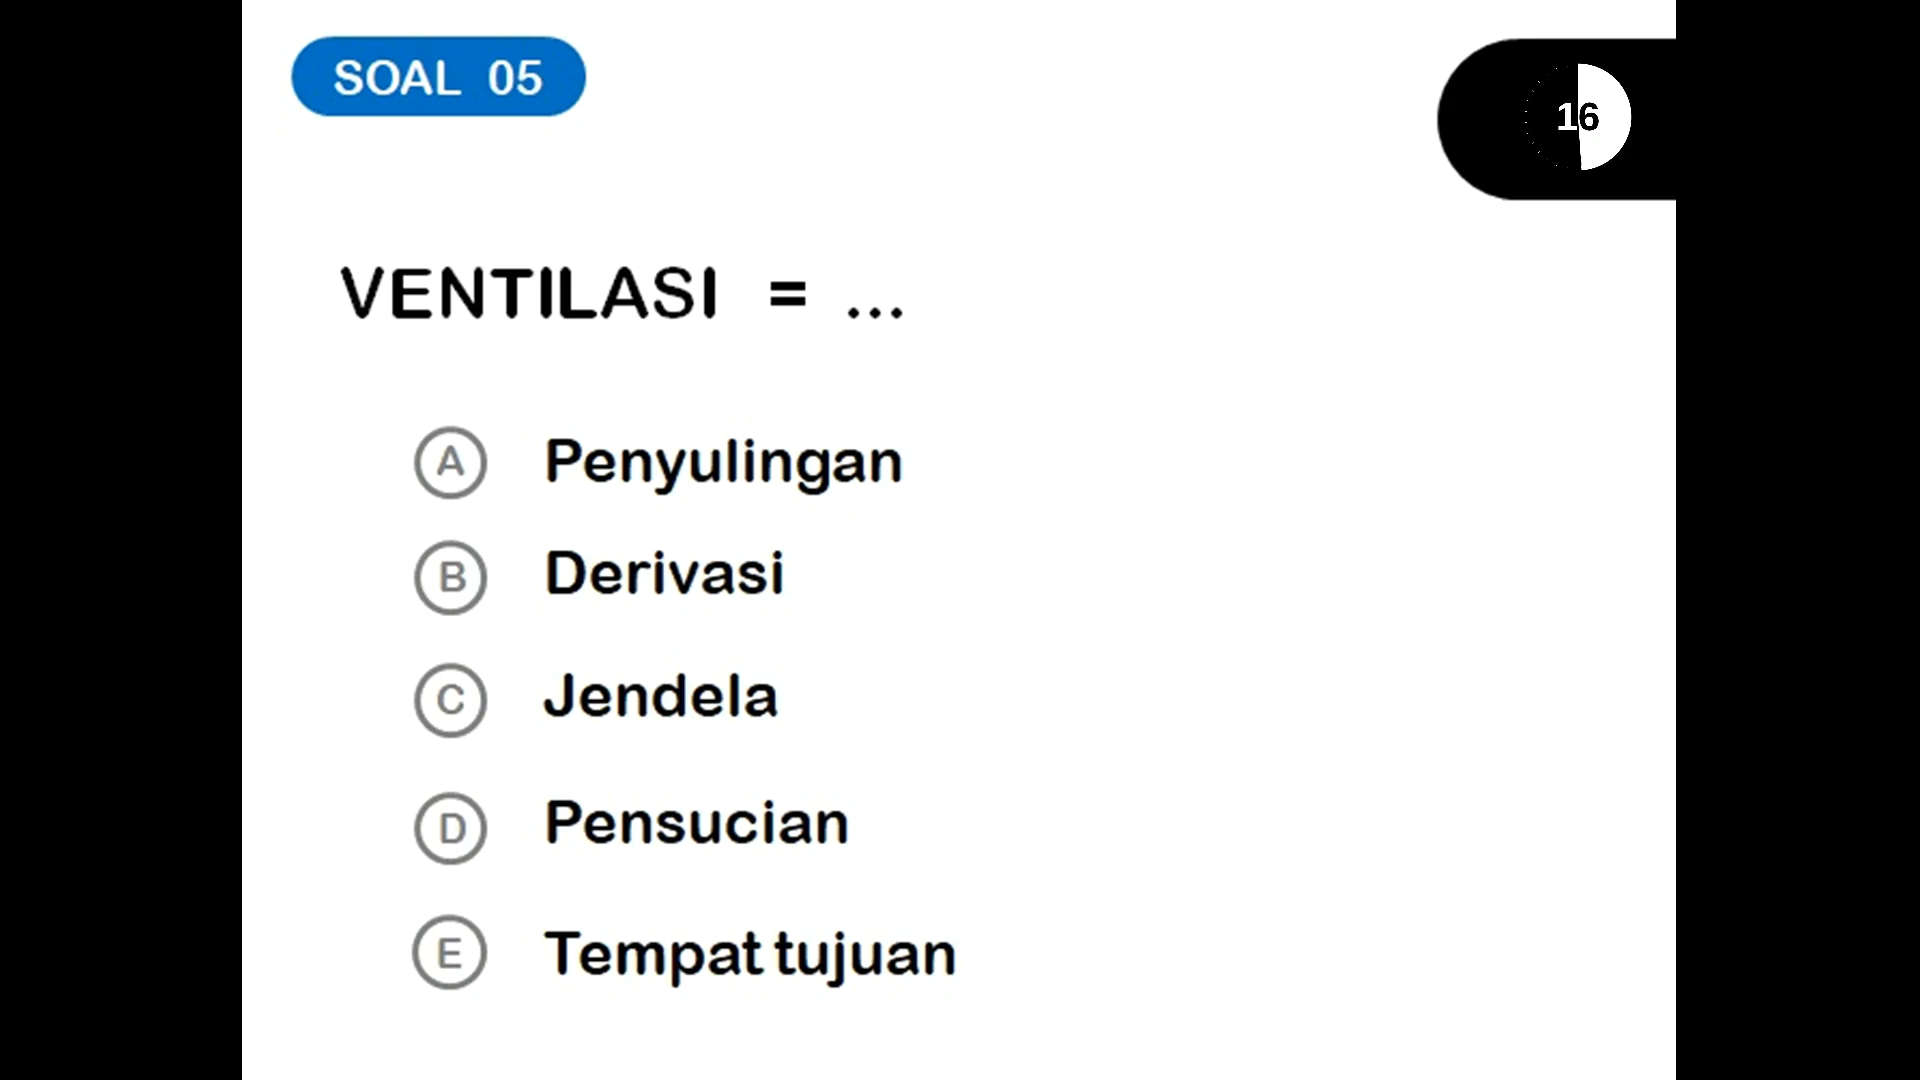 SOAL 05
16
VENTILASI = ...
A Penyulingan
B Derivasi
C Jendela
D Pensucian
E Tempat tujuan